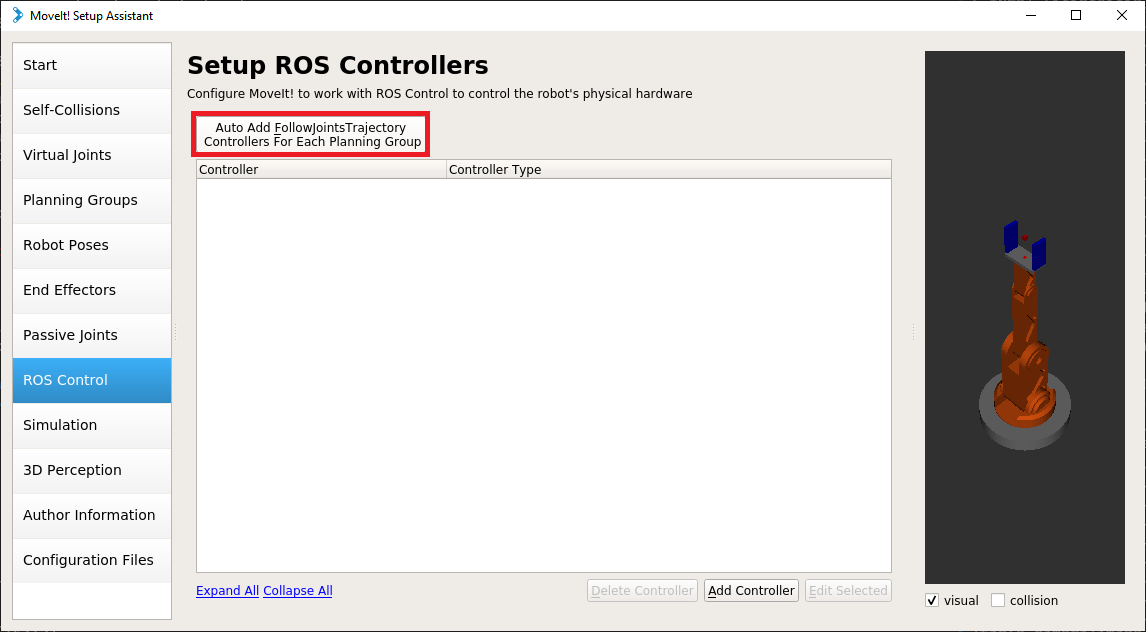 MoveIt! Setup Assistant
Start
Self-Collisions
Virtual Joints
Planning Groups
Robot Poses
End Effectors
Passive Joints
ROS Control
Simulation
3D Perception
Author Information
Configuration Files
Setup ROS Controllers
Configure MoveIt! to work with ROS Control to control the robot's physical hardware
Auto Add FollowJointsTrajectory
Controllers For Each Planning Group
Controller Controller Type
Expand All Collapse All Delete Controller Add Controller Edit Selected
visual collision